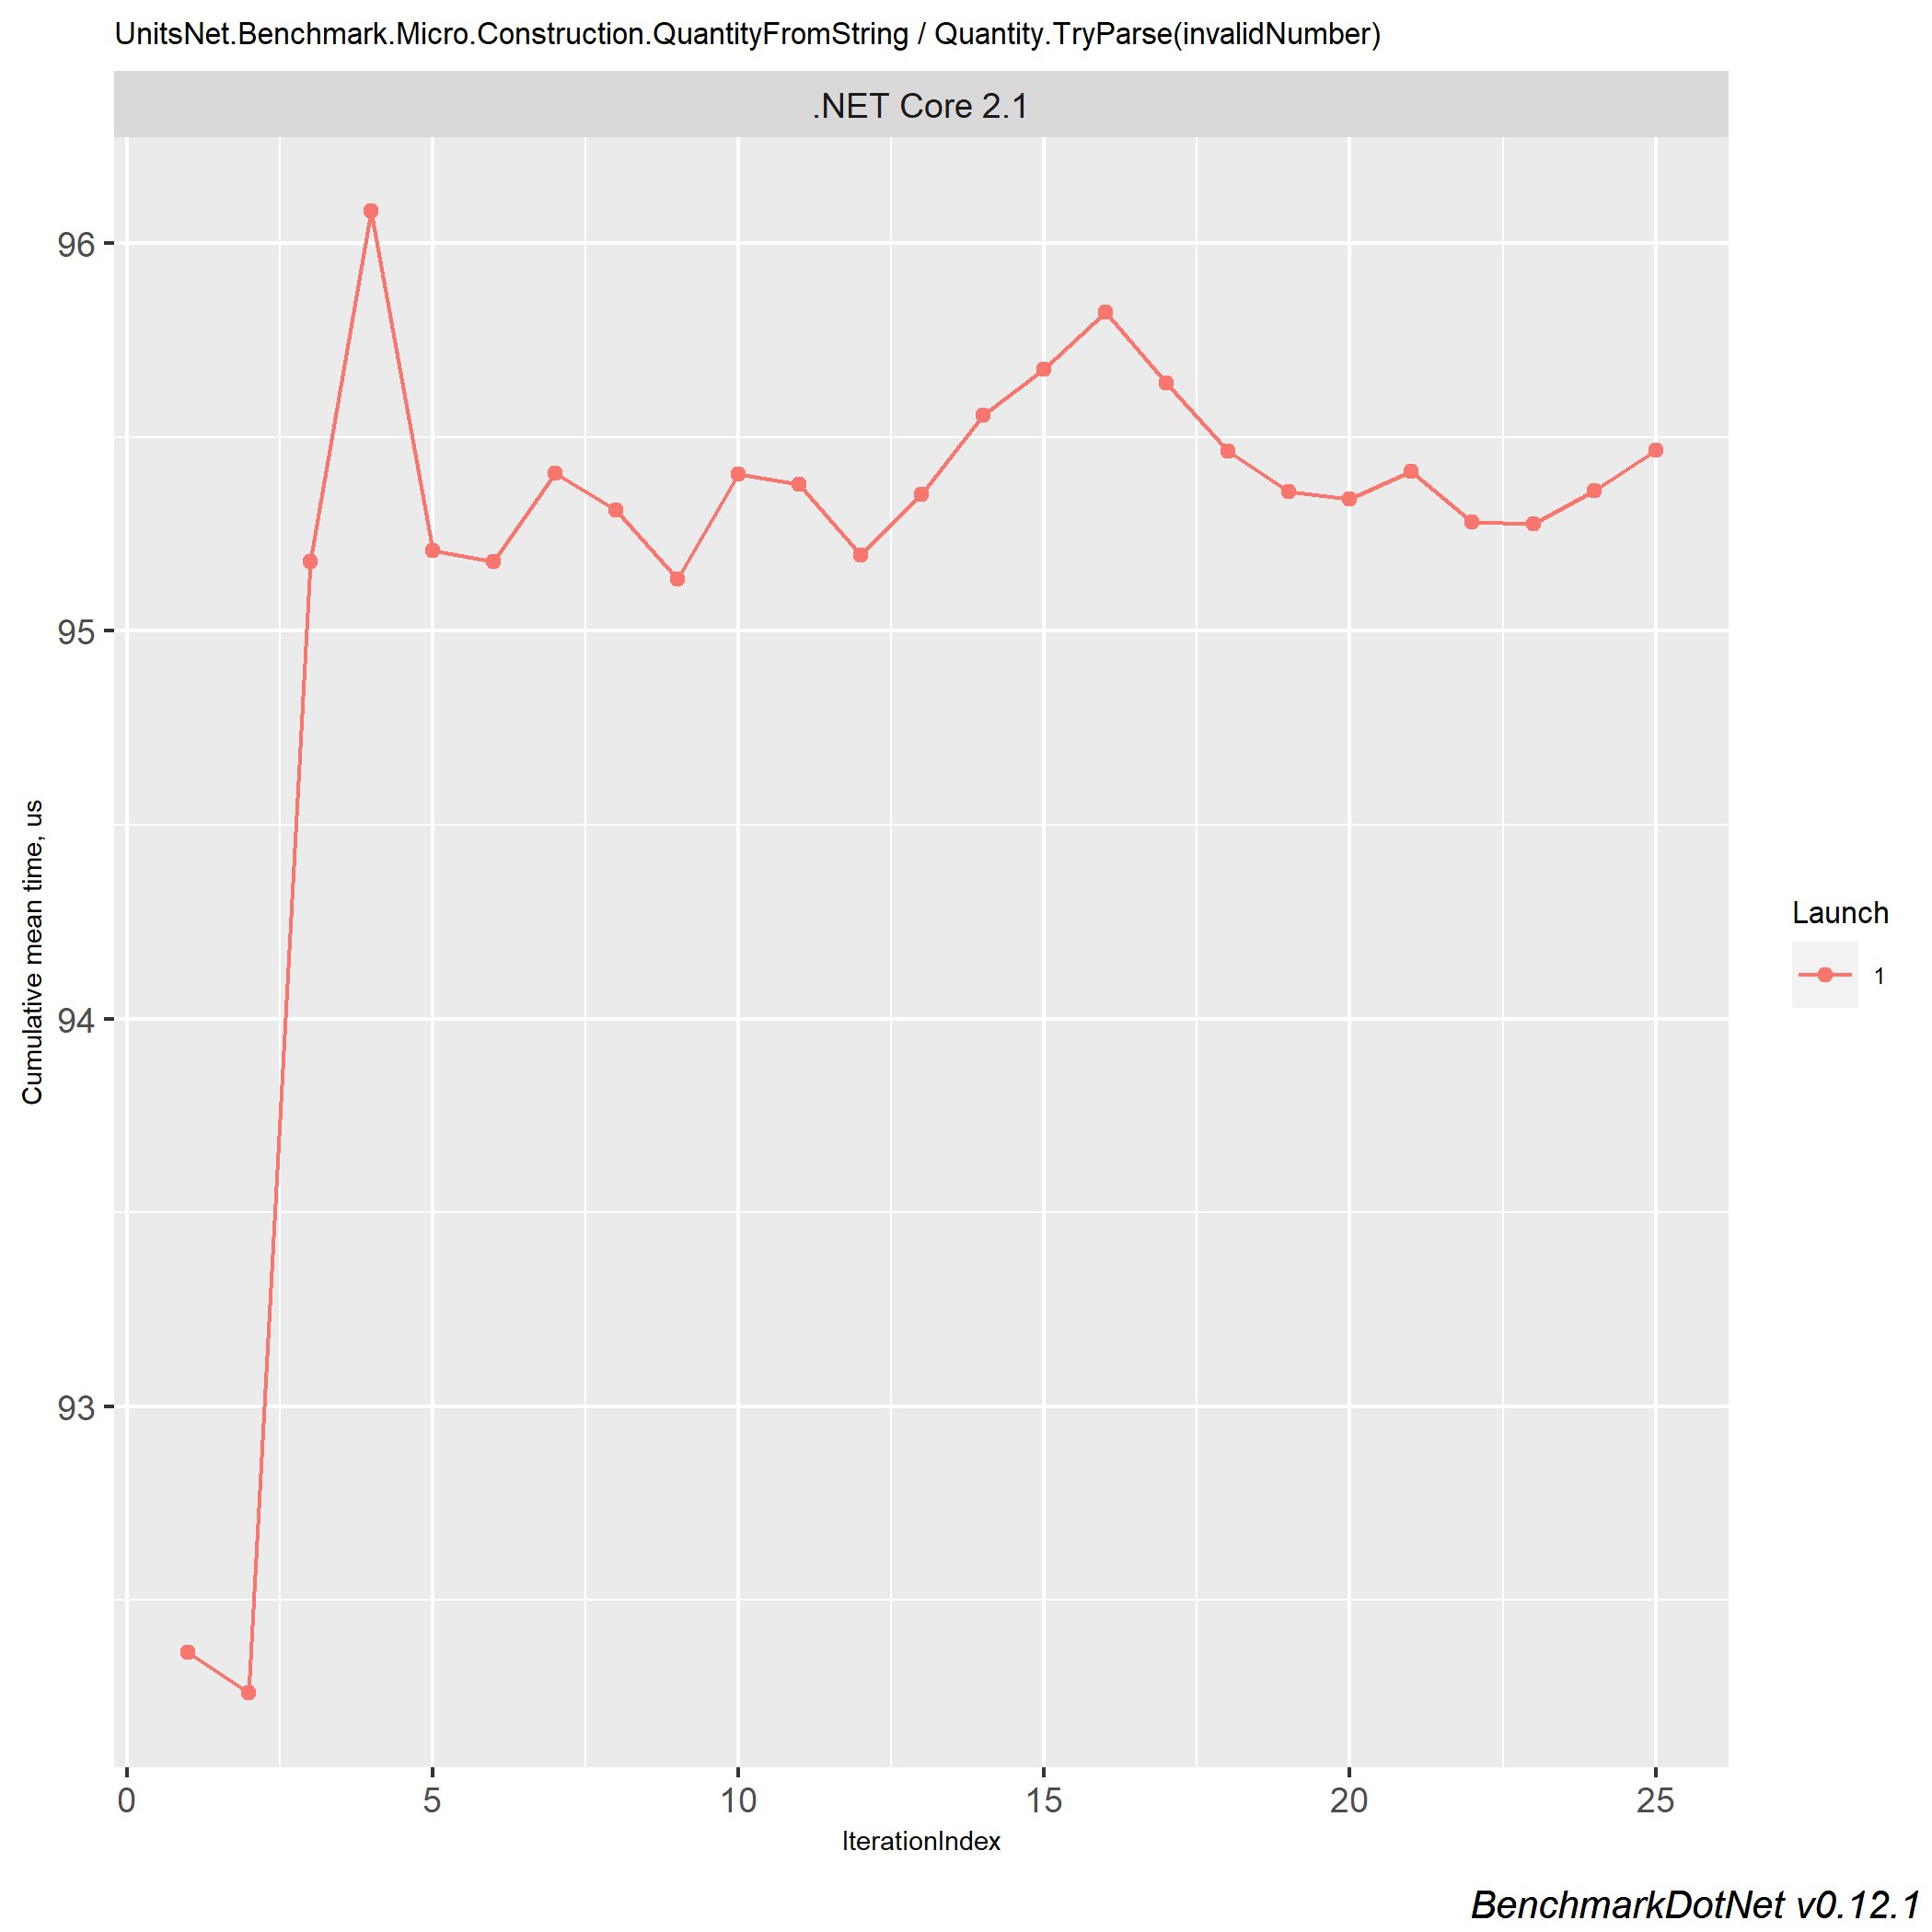 UnitsNet.Benchmark.Micro.Construction.QuantityFromString / Quantity.TryParse(invalidNumber)
.NET Core 2.1
96
95
94
93
Cumulative mean time, us
0 5 10 15 20 25
IterationIndex
Launch
1
BenchmarkDotNet v0.12.1